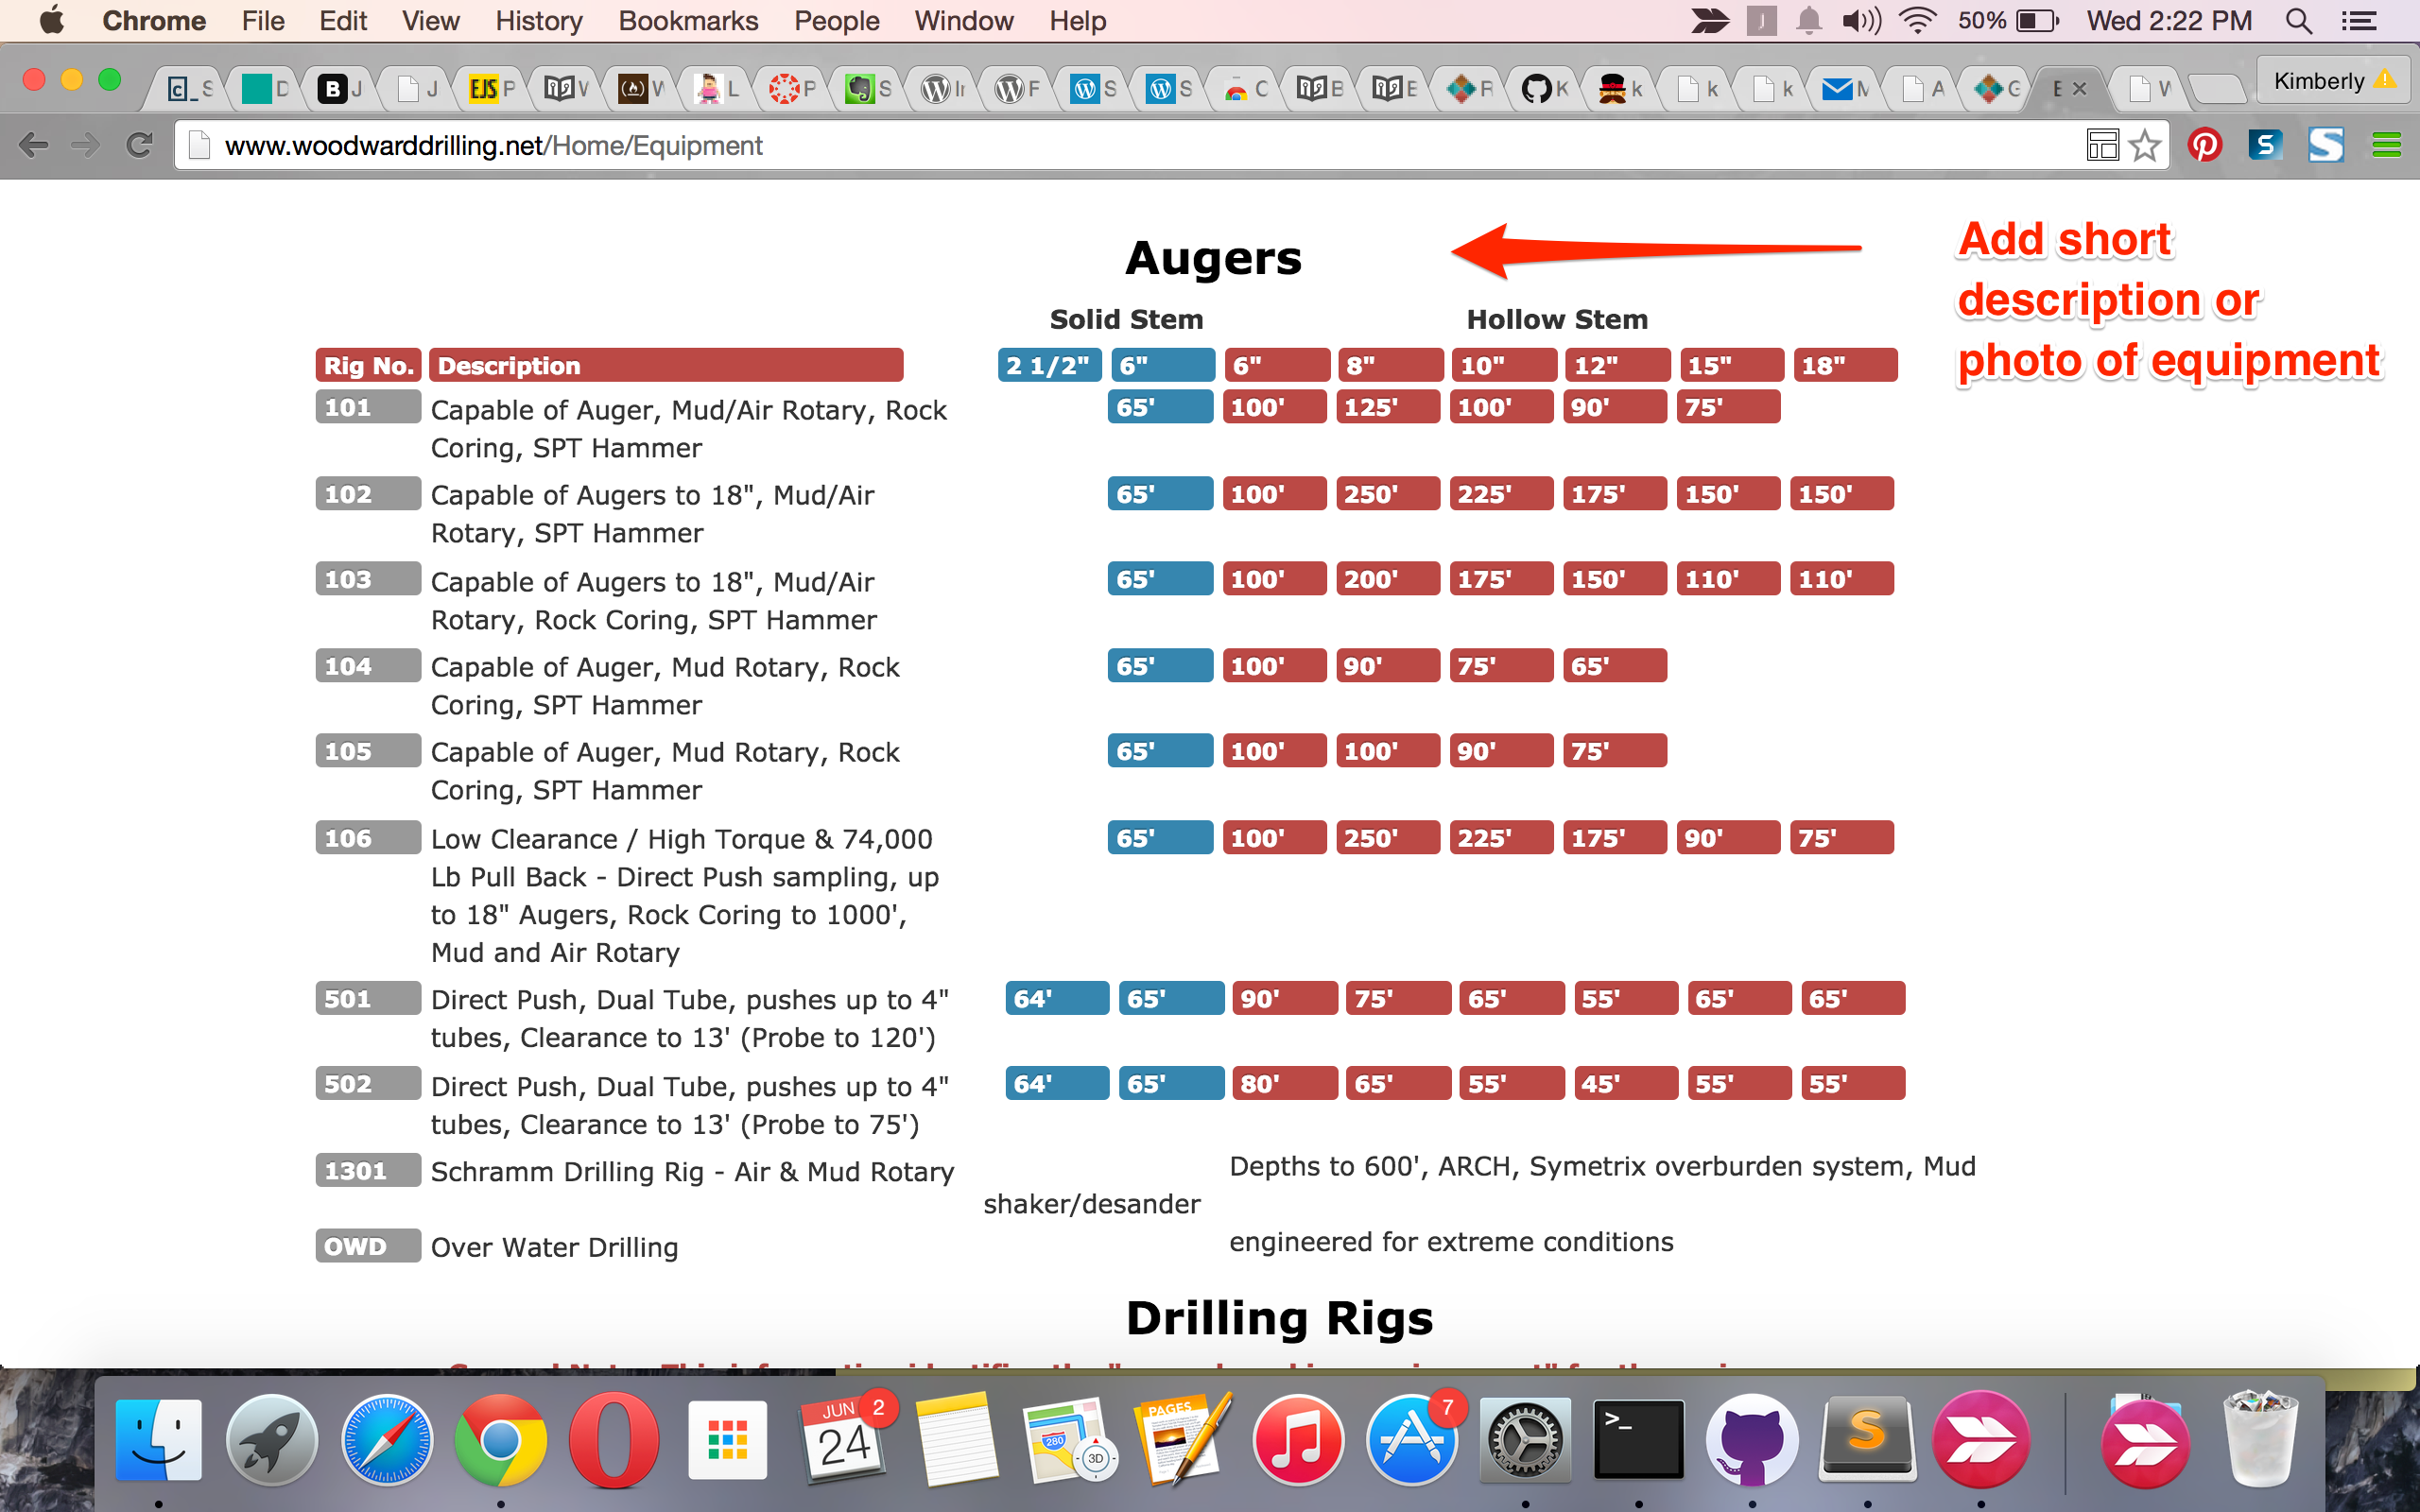 Chrome File Edit View History Bookmarks People Window Help 50% Wed 2:22 PM
S D J J EJS P W W L P S In F S S C B E R K k k k M A G E W Kimberly
www.woodwarddrilling.net/Home/Equipment
Augers
Add short
description or
photo of equipment
Solid Stem Hollow Stem
Rig No. Description 2 1/2" 6" 6" 8" 10" 12" 15" 18"
101 Capable of Auger, Mud/Air Rotary, Rock 65' 100' 125' 100' 90' 75'
Coring, SPT Hammer
102 Capable of Augers to 18", Mud/Air 65' 100' 250' 225' 175' 150' 150'
Rotary, SPT Hammer
103 Capable of Augers to 18", Mud/Air 65' 100' 200' 175' 150' 110' 110'
Rotary, Rock Coring, SPT Hammer
104 Capable of Auger, Mud Rotary, Rock 65' 100' 90' 75' 65'
Coring, SPT Hammer
105 Capable of Auger, Mud Rotary, Rock 65' 100' 100' 90' 75'
Coring, SPT Hammer
106 Low Clearance / High Torque & 74,000 65' 100' 250' 225' 175' 90' 75'
Lb Pull Back - Direct Push sampling, up
to 18" Augers, Rock Coring to 1000',
Mud and Air Rotary
501 Direct Push, Dual Tube, pushes up to 4" 64' 65' 90' 75' 65' 55' 65' 65'
tubes, Clearance to 13' (Probe to 120')
502 Direct Push, Dual Tube, pushes up to 4" 64' 65' 80' 65' 55' 45' 55' 55'
tubes, Clearance to 13' (Probe to 75')
1301 Schramm Drilling Rig - Air & Mud Rotary Depths to 600', ARCH, Symetrix overburden system, Mud
shaker/desander
OWD Over Water Drilling engineered for extreme conditions
Drilling Rigs
JUN 2
24
280
3D
PAGES
7
>_
S